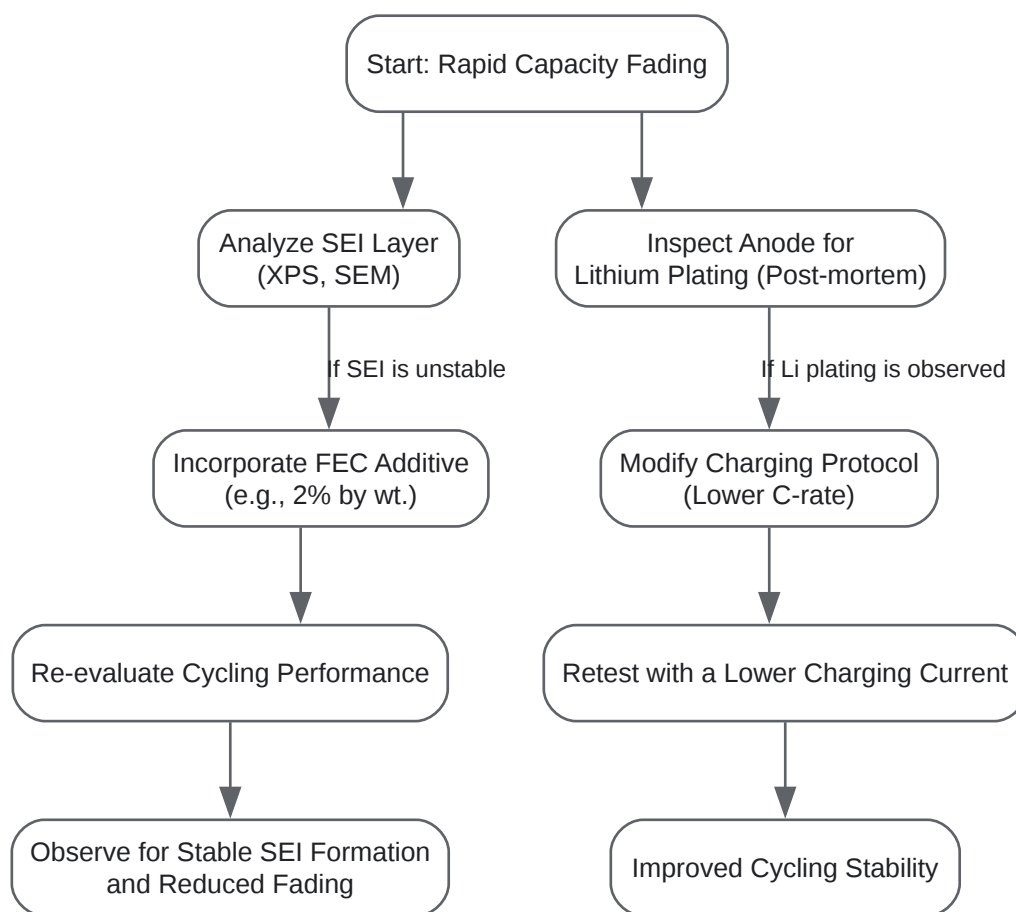 Start: Rapid Capacity Fading
Analyze SEI Layer
(XPS, SEM)
Inspect Anode for
Lithium Plating (Post-mortem)
If SEI is unstable
If Li plating is observed
Incorporate FEC Additive
(e.g., 2% by wt.)
Modify Charging Protocol
(Lower C-rate)
Re-evaluate Cycling Performance
Retest with a Lower Charging Current
Observe for Stable SEI Formation
and Reduced Fading
Improved Cycling Stability